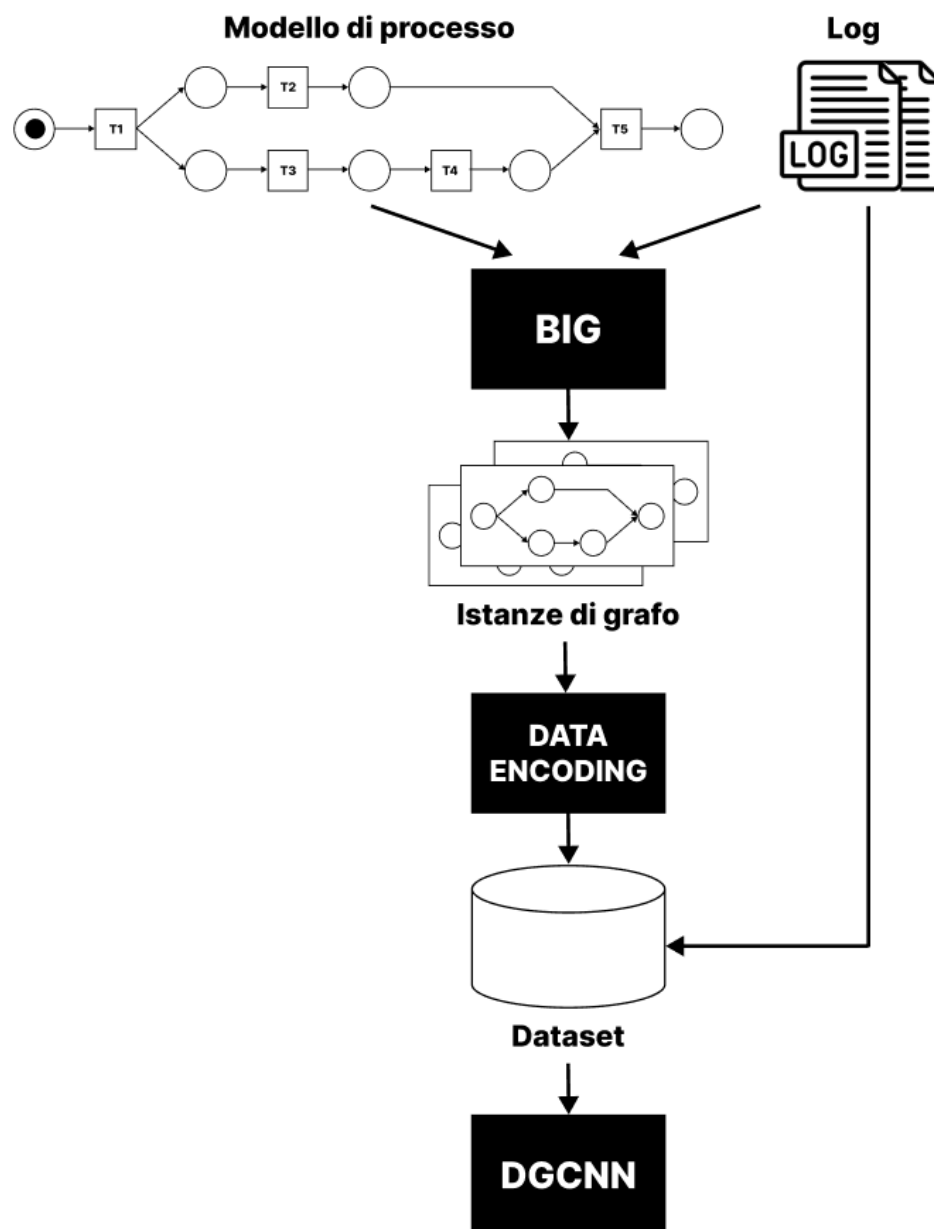 Modello di processo
Log
T2
T1
T5
T3
T4
LOG
BIG
Istanze di grafo
DATA
ENCODING
Dataset
DGCNN